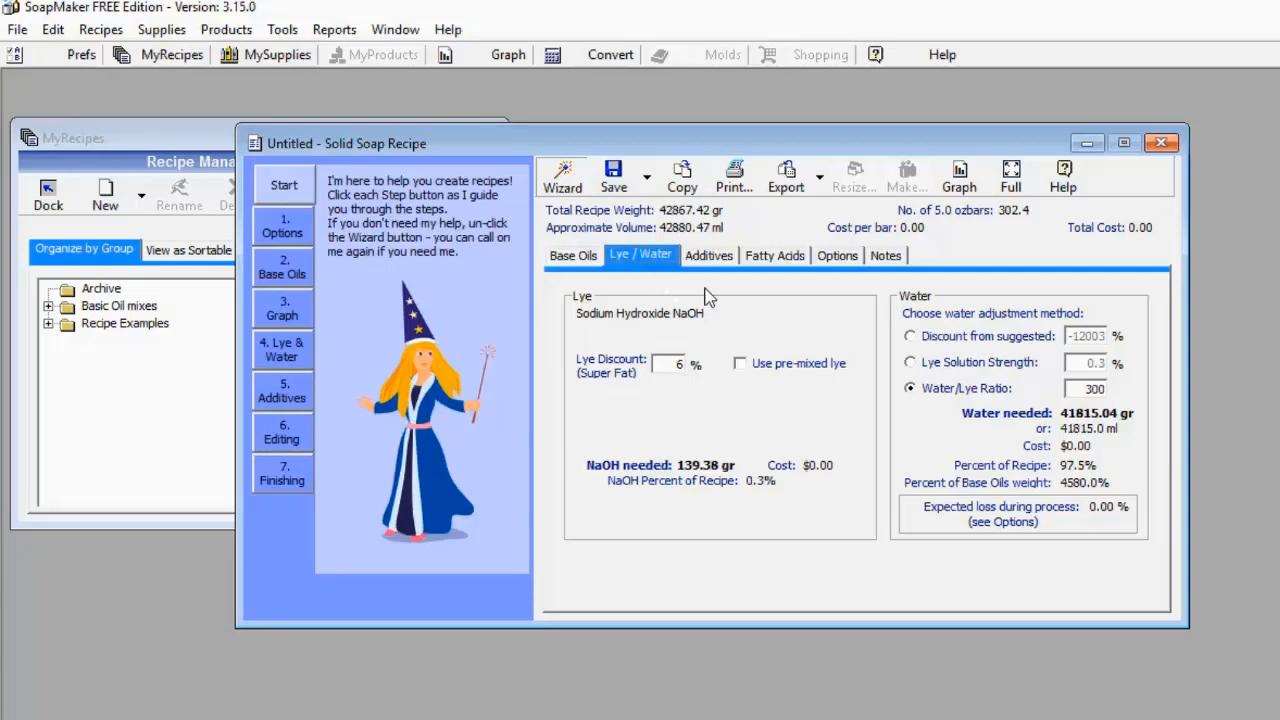 SoapMaker FREE Edition - Version: 3.15.0
File Edit Recipes Supplies Products Tools Reports Window Help
Prefs MyRecipes MySupplies MyProducts Graph Convert Molds Shopping Help
MyRecipes
Recipe Mana
Dock New Rename De
Organize by Group View as Sortable
Archive
Basic Oil mixes
Recipe Examples
Untitled - Solid Soap Recipe
Start
1.
Options
2.
Base Oils
3.
Graph
4. Lye &
Water
5.
Additives
6.
Editing
7.
Finishing
I'm here to help you create recipes!
Click each Step button as I guide
you through the steps.
If you don't need my help, un-click
the Wizard button - you can call on
me again if you need me.
Wizard Save Copy Print... Export Resize... Make... Graph Full Help
Total Recipe Weight: 42867.42 gr No. of 5.0 ozbars: 302.4
Approximate Volume: 42880.47 ml Cost per bar: 0.00 Total Cost: 0.00
Base Oils Lye / Water Additives Fatty Acids Options Notes
Lye
Sodium Hydroxide NaOH
Lye Discount: 6 %
(Super Fat)
Use pre-mixed lye
NaOH needed: 139.38 gr Cost: $0.00
NaOH Percent of Recipe: 0.3%
Water
Choose water adjustment method:
Discount from suggested: -12003 %
Lye Solution Strength: 0.3 %
Water/Lye Ratio: 300
Water needed: 41815.04 gr
or: 41815.0 ml
Cost: $0.00
Percent of Recipe: 97.5%
Percent of Base Oils weight: 4580.0%
Expected loss during process: 0.00 %
(see Options)